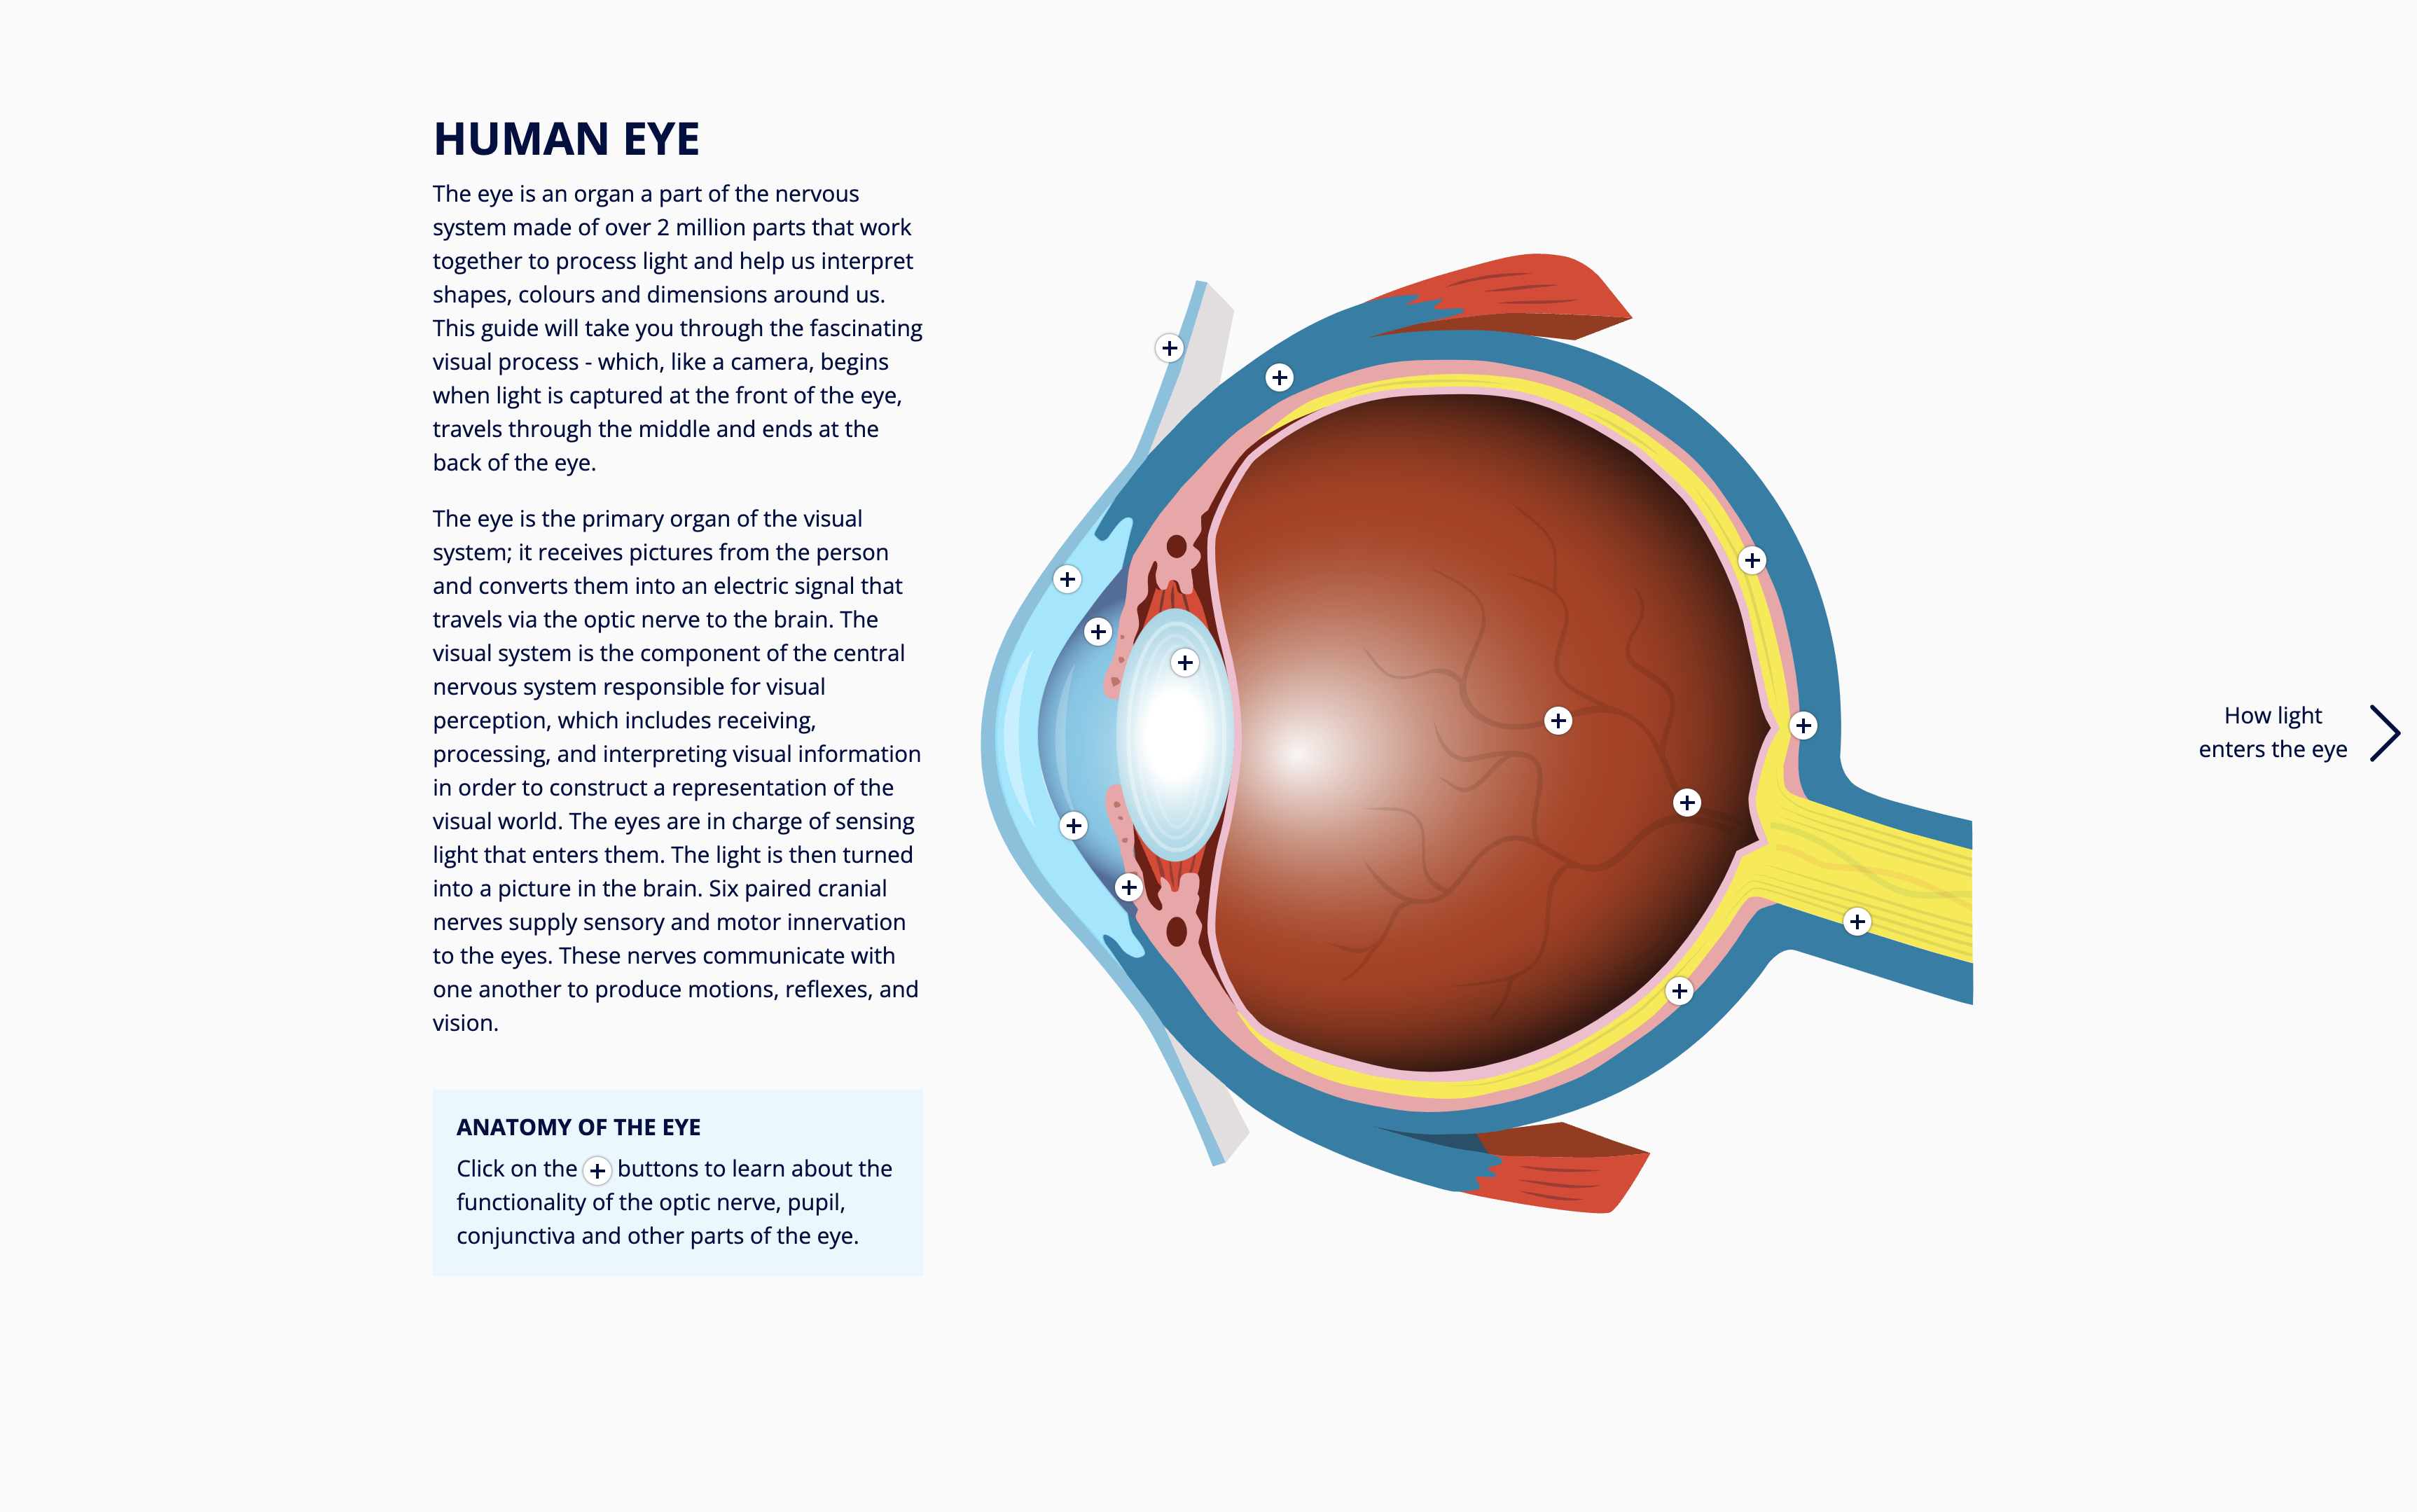 HUMAN EYE
The eye is an organ a part of the nervous
system made of over 2 million parts that work
together to process light and help us interpret
shapes, colours and dimensions around us.
This guide will take you through the fascinating
visual process - which, like a camera, begins
when light is captured at the front of the eye,
travels through the middle and ends at the
back of the eye.
The eye is the primary organ of the visual
system; it receives pictures from the person
and converts them into an electric signal that
travels via the optic nerve to the brain. The
visual system is the component of the central
nervous system responsible for visual
perception, which includes receiving,
processing, and interpreting visual information
in order to construct a representation of the
visual world. The eyes are in charge of sensing
light that enters them. The light is then turned
into a picture in the brain. Six paired cranial
nerves supply sensory and motor innervation
to the eyes. These nerves communicate with
one another to produce motions, reflexes, and
vision.
ANATOMY OF THE EYE
Click on the + buttons to learn about the
functionality of the optic nerve, pupil,
conjunctiva and other parts of the eye.
How light
enters the eye